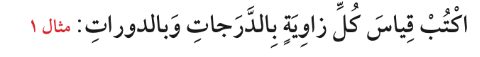 اكْتُبْ قِياسَ كُلِّ زاوِيَةٍ بِالدَّرَجاتِ وَبالدوراتِ: مثال ١